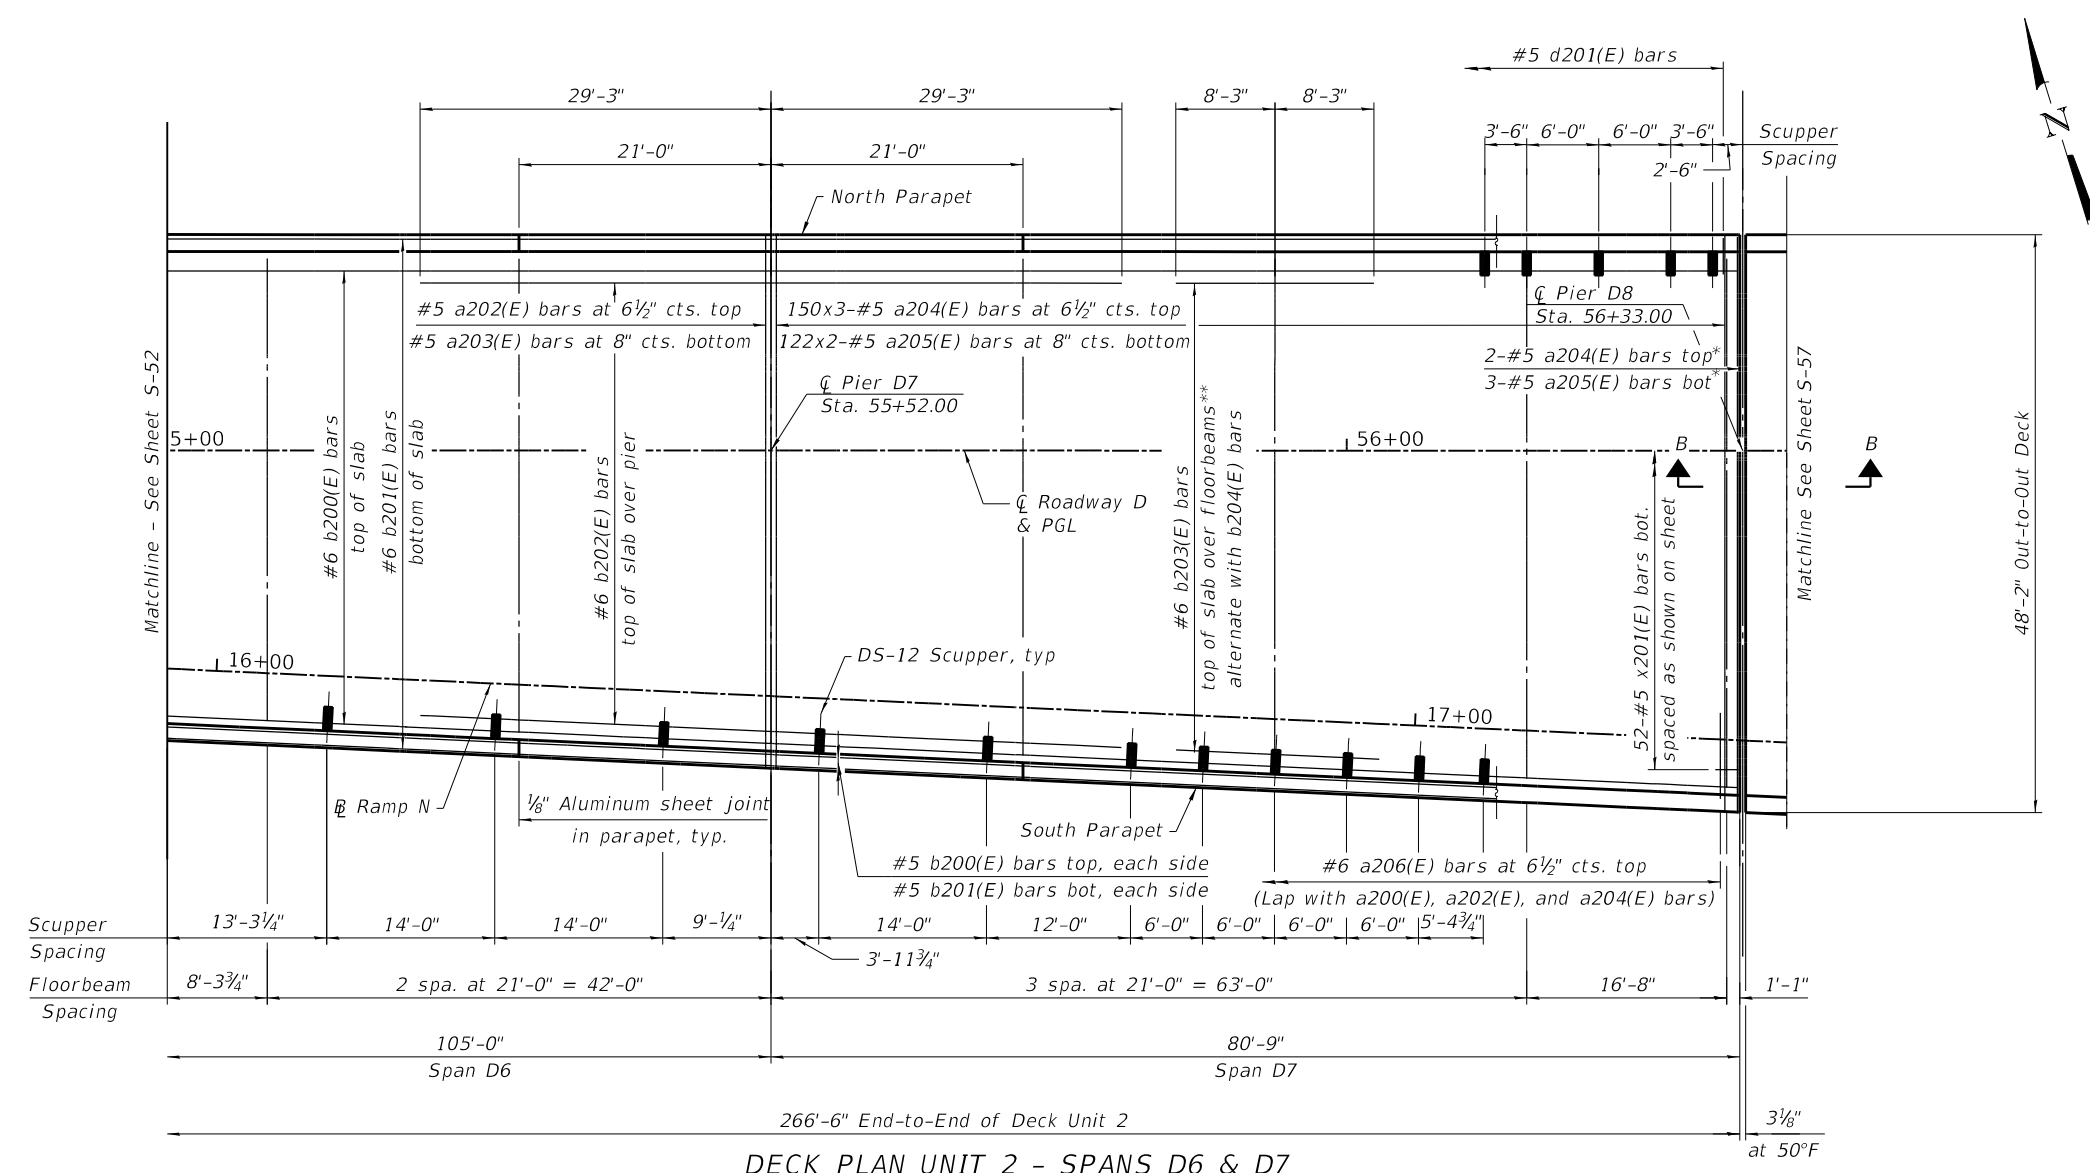 #5 d201(E) bars
29'-3"
29'-3"
8'-3"
8'-3"
21'-0"
21'-0"
3'-6"
6'-0"
6'-0"
3'-6"
Scupper
Spacing
2'-6"
N
North Parapet
#5 a202(E) bars at 6½" cts. top
#5 a203(E) bars at 8" cts. bottom
150x3-#5 a204(E) bars at 6½" cts. top
122x2-#5 a205(E) bars at 8" cts. bottom
℄ Pier D8
Sta. 56+33.00
2-#5 a204(E) bars top*
3-#5 a205(E) bars bot*
℄ Pier D7
Sta. 55+52.00
Matchline - See Sheet S-52
5+00
#6 b200(E) bars
top of slab
#6 b201(E) bars
bottom of slab
#6 b202(E) bars
top of slab over pier
℄ Roadway D
& PGL
#6 b203(E) bars
top of slab over floorbeams**
alternate with b204(E) bars
56+00
B
B
52-#5 x201(E) bars bot.
spaced as shown on sheet
Matchline See Sheet S-57
48'-2" Out-to-Out Deck
16+00
DS-12 Scupper, typ
17+00
BL Ramp N
⅛" Aluminum sheet joint
in parapet, typ.
South Parapet
#5 b200(E) bars top, each side
#5 b201(E) bars bot, each side
#6 a206(E) bars at 6½" cts. top
(Lap with a200(E), a202(E), and a204(E) bars)
Scupper
Spacing
13'-3¼"
14'-0"
14'-0"
9'-¼"
3'-11¾"
14'-0"
12'-0"
6'-0"
6'-0"
6'-0"
6'-0"
5'-4¾"
Floorbeam
Spacing
8'-3¾"
2 spa. at 21'-0" = 42'-0"
3 spa. at 21'-0" = 63'-0"
16'-8"
1'-1"
105'-0"
Span D6
80'-9"
Span D7
266'-6" End-to-End of Deck Unit 2
3⅛"
at 50°F
DECK PLAN UNIT 2 - SPANS D6 & D7